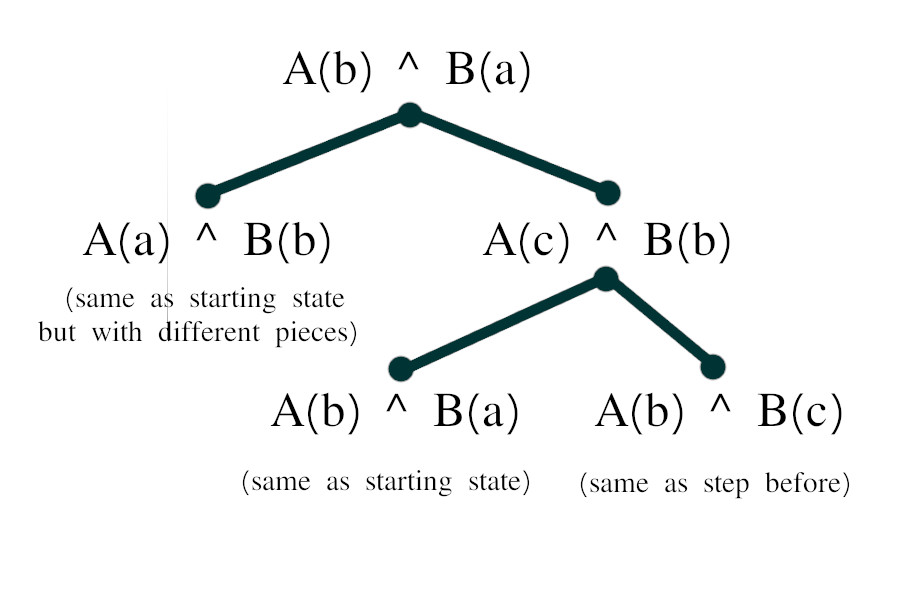 A(b) ^ B(a)
A(a) ^ B(b)
A(c) ^ B(b)
(same as starting state
but with different pieces)
A(b) ^ B(a)
A(b) ^ B(c)
(same as starting state)
(same as step before)